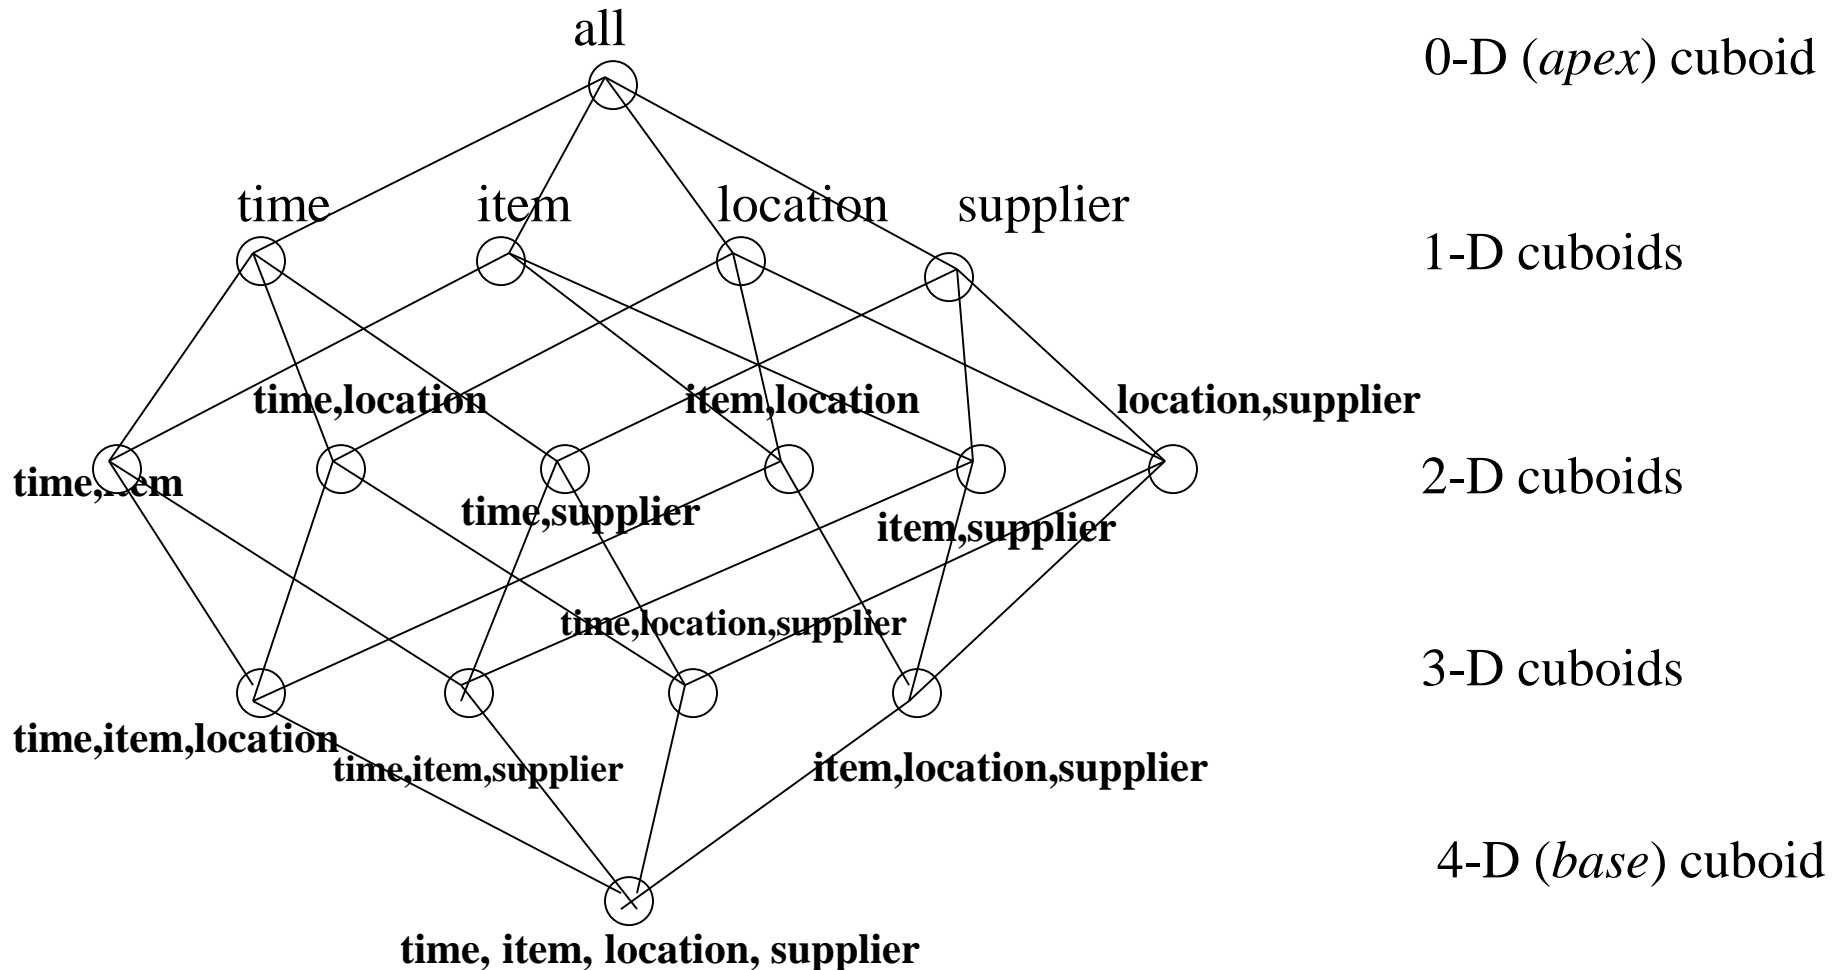 all
0-D (apex) cuboid
time
item
location
supplier
1-D cuboids
time,location
item,location
location,supplier
time,item
2-D cuboids
time,supplier
item,supplier
time,location,supplier
3-D cuboids
time,item,location
time,item,supplier
item,location,supplier
4-D (base) cuboid
time, item, location, supplier